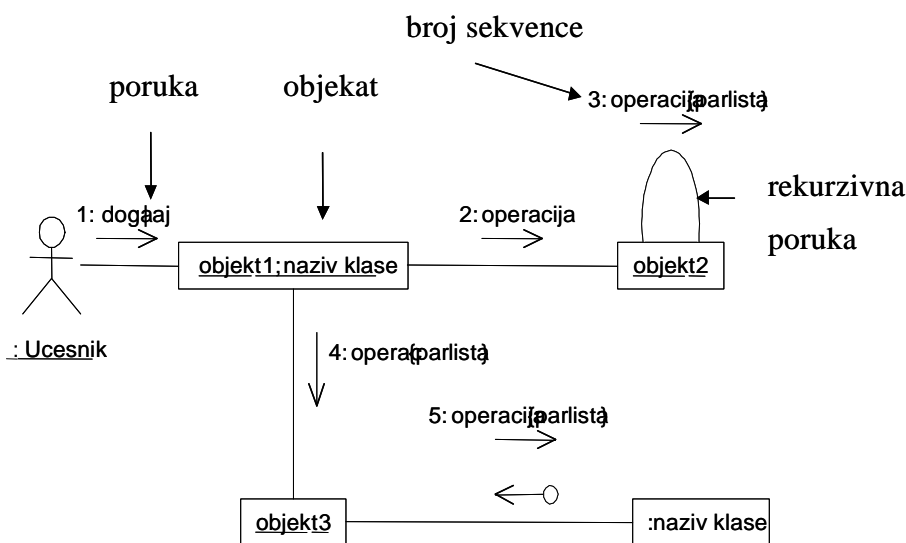 broj sekvence
poruka
objekat
3: operacija(parlista)
rekurzivna
poruka
1: događaj
2: operacija
objekt1;naziv klase
objekt2
: Ucesnik
4: operac(parlista)
5: operacija(parlista)
objekt3
:naziv klase